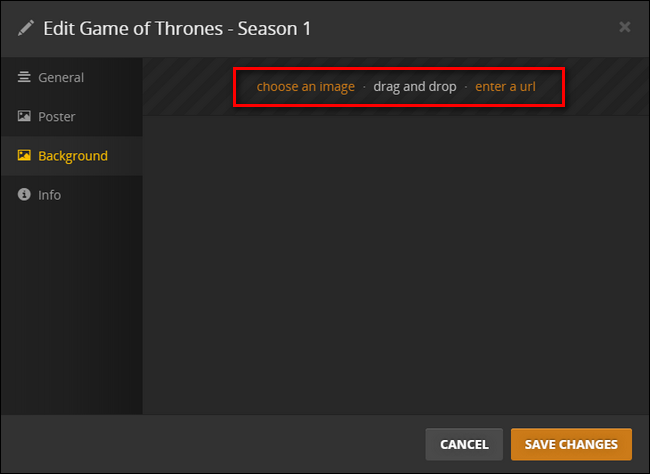 Edit Game of Thrones - Season 1
General
Poster
Background
Info
choose an image · drag and drop · enter a url
CANCEL
SAVE CHANGES